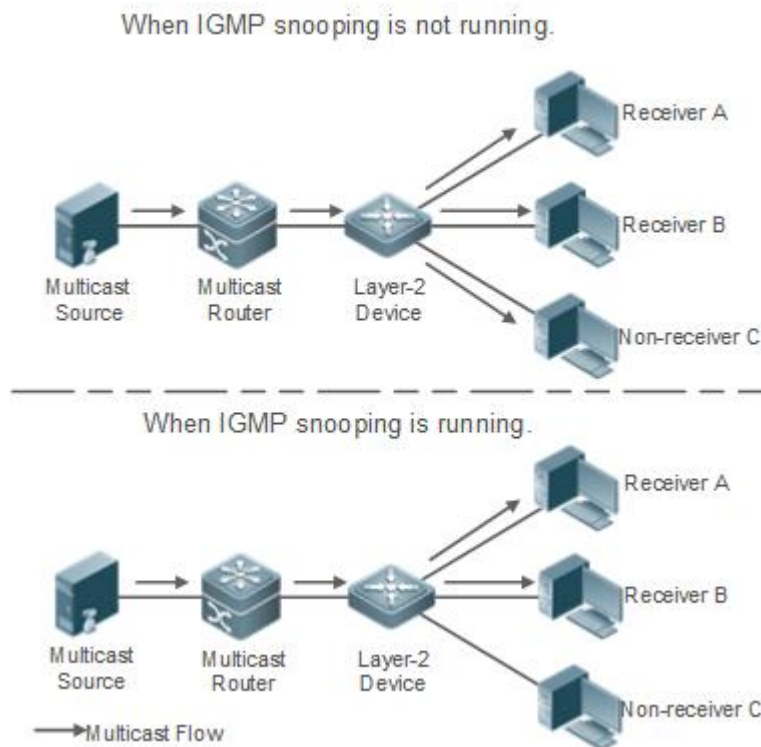 When IGMP snooping is not running.
Receiver A
Receiver B
Multicast
Source
Multicast
Router
Layer-2
Device
Non-receiver C
When IGMP snooping is running.
Receiver A
Receiver B
Multicast
Source
Multicast
Router
Layer-2
Device
Non-receiver C
Multicast Flow